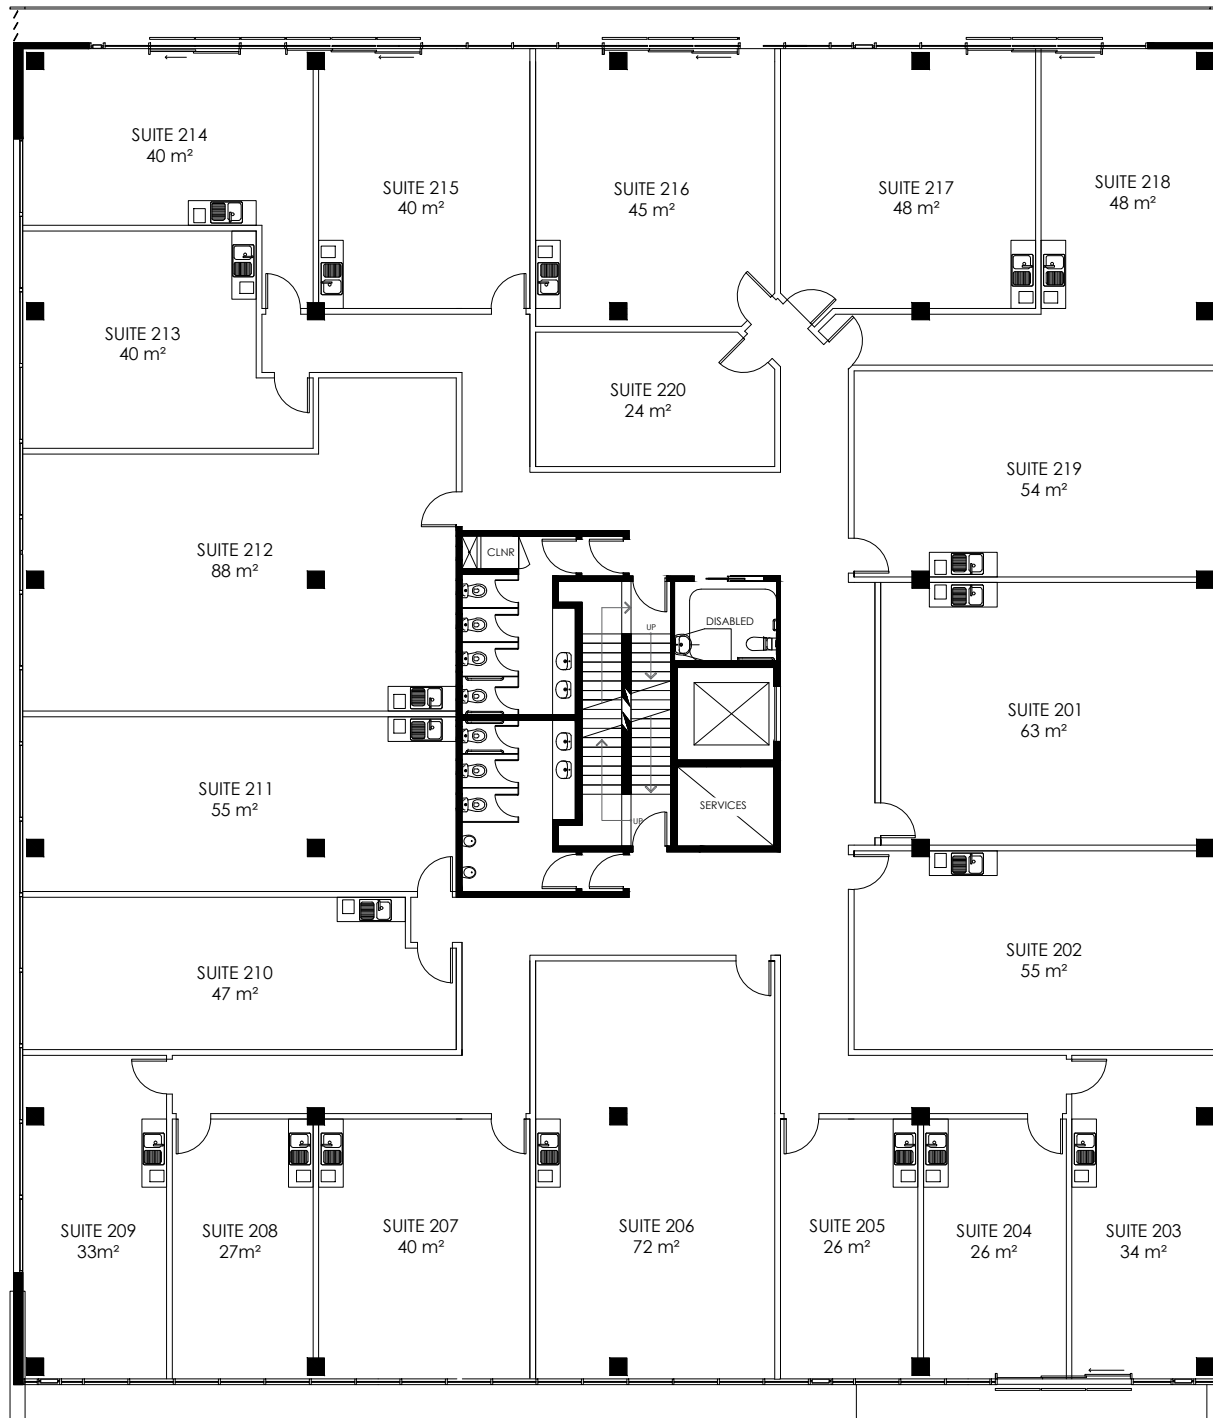 SUITE 214
40 m²
SUITE 215
40 m²
SUITE 216
45 m²
SUITE 217
48 m²
SUITE 218
48 m²
SUITE 213
40 m²
SUITE 220
24 m²
SUITE 219
54 m²
SUITE 212
88 m²
CLNR
DISABLED
UP
SUITE 201
63 m²
SUITE 211
55 m²
SERVICES
UP
SUITE 210
47 m²
SUITE 202
55 m²
SUITE 209
33m²
SUITE 208
27m²
SUITE 207
40 m²
SUITE 206
72 m²
SUITE 205
26 m²
SUITE 204
26 m²
SUITE 203
34 m²